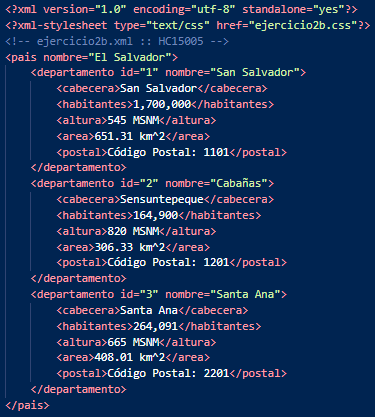 <?xml version="1.0" encoding="utf-8" standalone="yes"?>
<?xml-stylesheet type="text/css" href="ejercicio2b.css"?>
<!-- ejercicio2b.xml :: HC15005 -->
<pais nombre="El Salvador">
    <departamento id="1" nombre="San Salvador">
        <cabecera>San Salvador</cabecera>
        <habitantes>1,700,000</habitantes>
        <altura>545 MSNM</altura>
        <area>651.31 km^2</area>
        <postal>Código Postal: 1101</postal>
    </departamento>
    <departamento id="2" nombre="Cabañas">
        <cabecera>Sensuntepeque</cabecera>
        <habitantes>164,900</habitantes>
        <altura>820 MSNM</altura>
        <area>306.33 km^2</area>
        <postal>Código Postal: 1201</postal>
    </departamento>
    <departamento id="3" nombre="Santa Ana">
        <cabecera>Santa Ana</cabecera>
        <habitantes>264,091</habitantes>
        <altura>665 MSNM</altura>
        <area>408.01 km^2</area>
        <postal>Código Postal: 2201</postal>
    </departamento>
</pais>